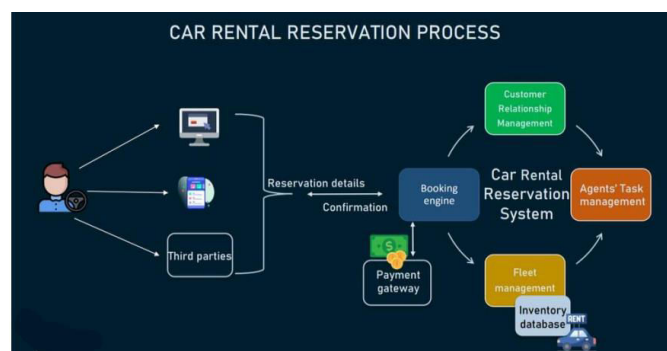 CAR RENTAL RESERVATION PROCESS
Third parties
Reservation details
Confirmation
Booking
engine
Payment
gateway
Customer
Relationship
Management
Car Rental
Reservation
System
Agents' Task
management
Fleet
management
Inventory
database
RENT